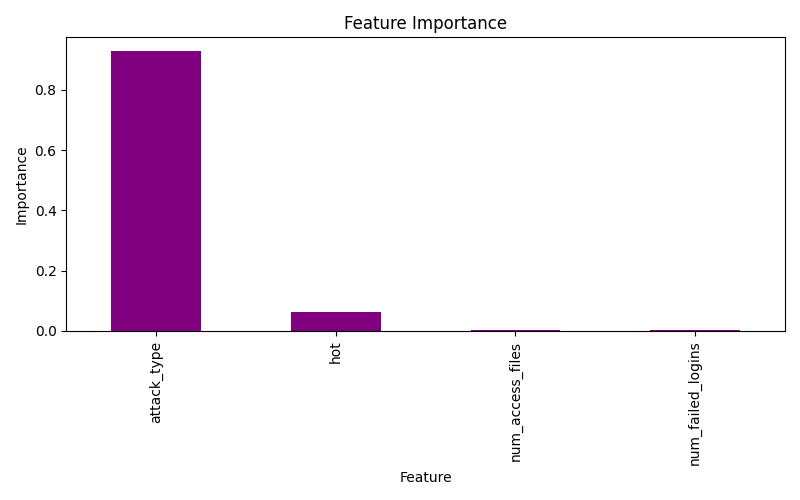 Feature Importance
Importance
0.8
0.6
0.4
0.2
0.0
attack_type
hot
num_access_files
num_failed_logins
Feature